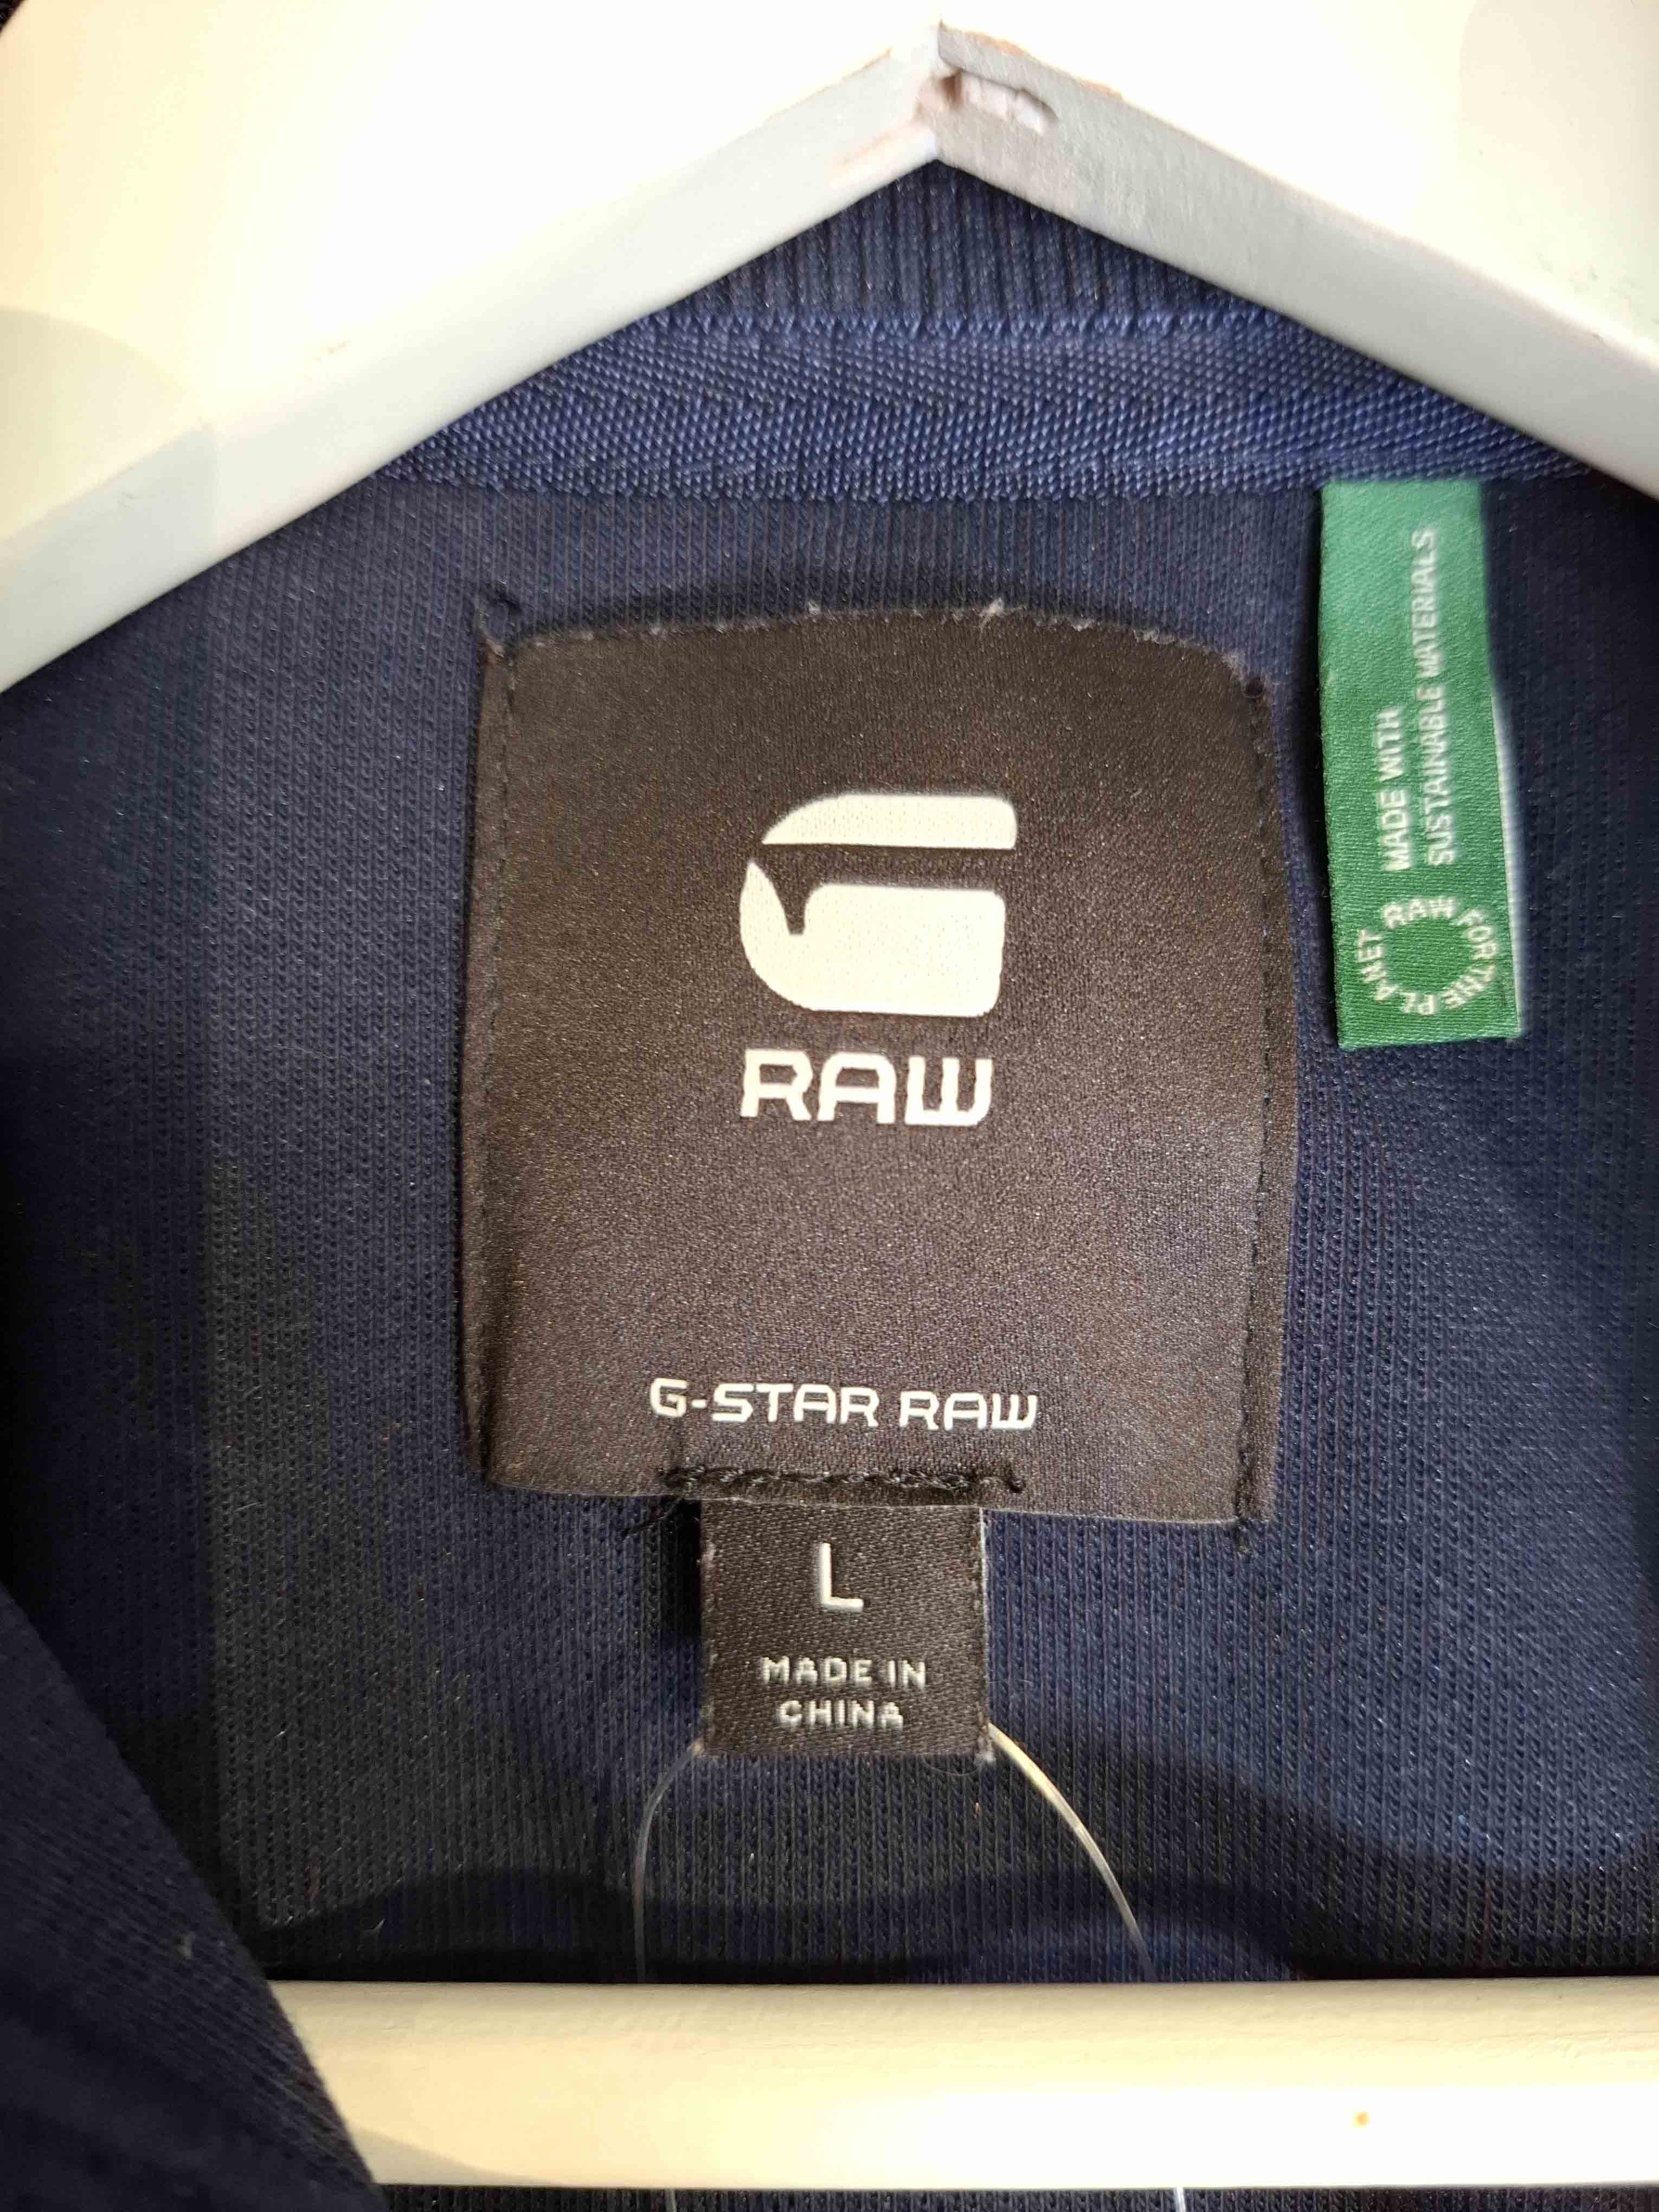 RAW
G-STAR RAW
L
MADE IN
CHINA
MADE WITH
SUSTAINABLE MATERIALS
RAW FOR THE PLANET